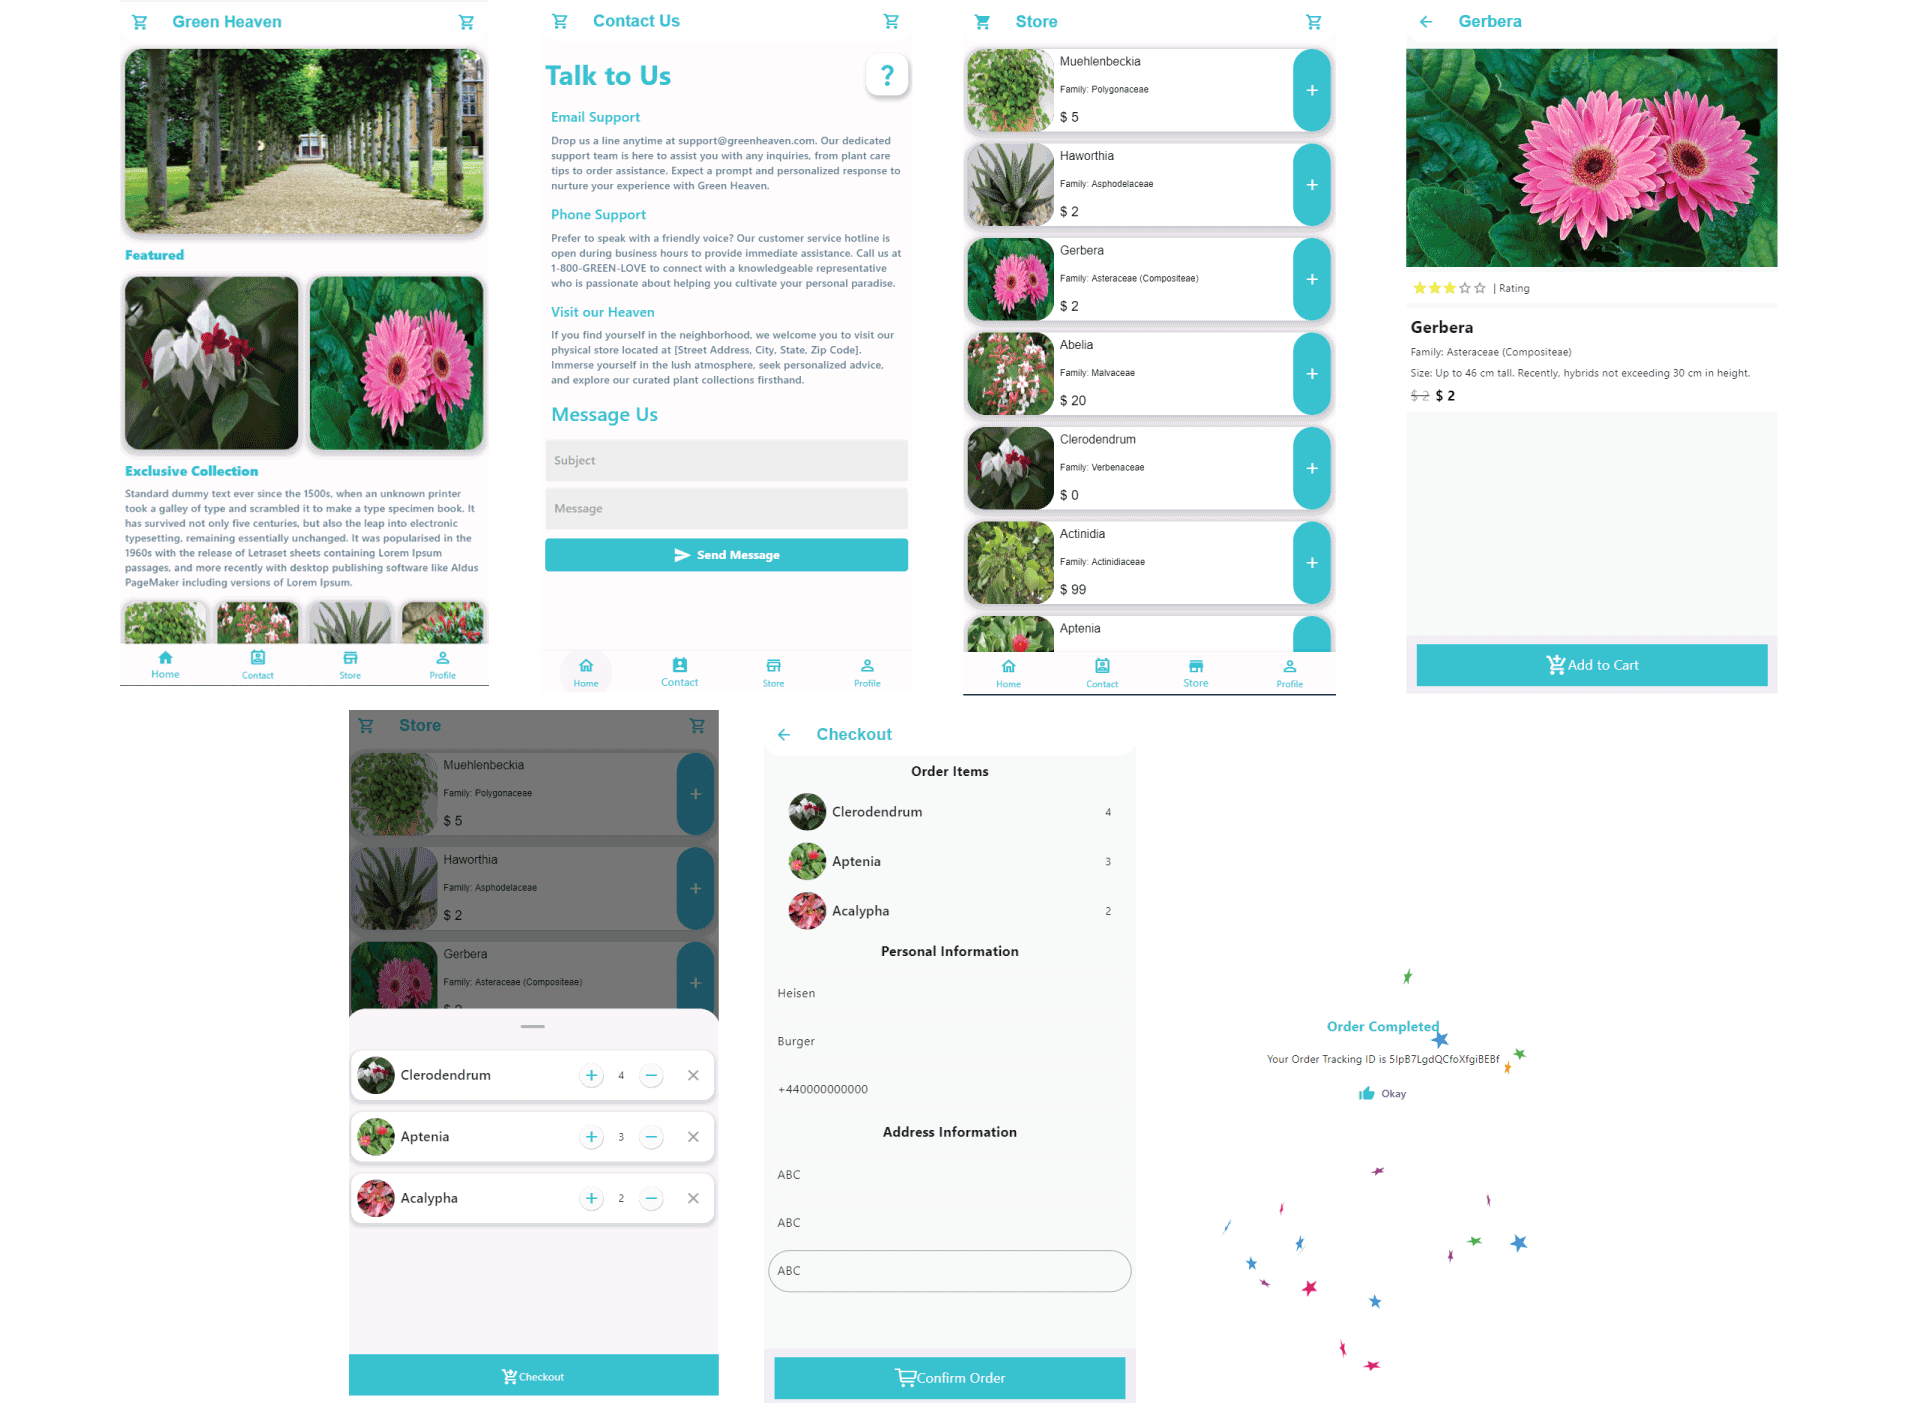 Green Heaven
Featured
Exclusive Collection
Standard dummy text ever since the 1500s, when an unknown printer
took a galley of type and scrambled it to make a type specimen book. It
has survived not only five centuries, but also the leap into electronic
typesetting, remaining essentially unchanged. It was popularised in the
1960s with the release of Letraset sheets containing Lorem Ipsum
passages, and more recently with desktop publishing software like Aldus
PageMaker including versions of Lorem Ipsum.
Home
Contact
Store
Profile
Contact Us
Talk to Us
?
Email Support
Drop us a line anytime at support@greenheaven.com. Our dedicated
support team is here to assist you with any inquiries, from plant care
tips to order assistance. Expect a prompt and personalized response to
nurture your experience with Green Heaven.
Phone Support
Prefer to speak with a friendly voice? Our customer service hotline is
open during business hours to provide immediate assistance. Call us at
1-800-GREEN-LOVE to connect with a knowledgeable representative
who is passionate about helping you cultivate your personal paradise.
Visit our Heaven
If you find yourself in the neighborhood, we welcome you to visit our
physical store located at [Street Address, City, State, Zip Code].
Immerse yourself in the lush atmosphere, seek personalized advice,
and explore our curated plant collections firsthand.
Message Us
Subject
Message
Send Message
Home
Contact
Store
Profile
Store
Muehlenbeckia
Family: Polygonaceae
$ 5
+
Haworthia
Family: Asphodelaceae
$ 2
+
Gerbera
Family: Asteraceae (Compositeae)
$ 2
+
Abelia
Family: Malvaceae
$ 20
+
Clerodendrum
Family: Verbenaceae
$ 0
+
Actinidia
Family: Actinidiaceae
$ 99
+
Aptenia
Home
Contact
Store
Profile
Gerbera
| Rating
Gerbera
Family: Asteraceae (Compositeae)
Size: Up to 46 cm tall. Recently, hybrids not exceeding 30 cm in height.
$ 2 $ 2
Add to Cart
Store
Muehlenbeckia
Family: Polygonaceae
$ 5
+
Haworthia
Family: Asphodelaceae
$ 2
+
Gerbera
Family: Asteraceae (Compositeae)
$ 2
+
Clerodendrum
+ 4 −
Aptenia
+ 3 −
Acalypha
+ 2 −
Checkout
Checkout
Order Items
Clerodendrum 4
Aptenia 3
Acalypha 2
Personal Information
Heisen
Burger
+440000000000
Address Information
ABC
ABC
ABC
Confirm Order
Order Completed
Your Order Tracking ID is 5IpB7LgdQCfoXfgiBEBf
Okay